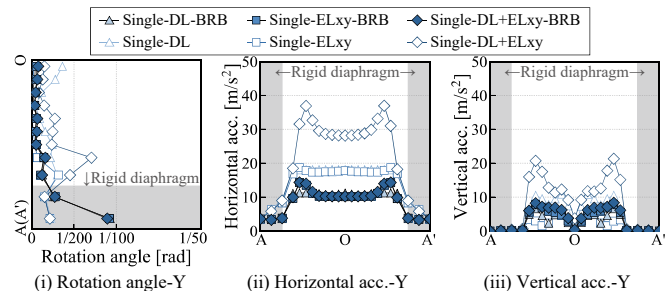 Single-DL-BRB Single-ELxy-BRB Single-DL+ELxy-BRB
Single-DL Single-ELxy Single-DL+ELxy
O
↓Rigid diaphragm
A(A')
0 1/200 1/100 1/50
Rotation angle [rad]
(i) Rotation angle-Y
50
←Rigid diaphragm→
40
30
20
10
0
Horizontal acc. [m/s²]
A O A'
(ii) Horizontal acc.-Y
50
←Rigid diaphragm→
40
30
20
10
0
Vertical acc. [m/s²]
A O A'
(iii) Vertical acc.-Y